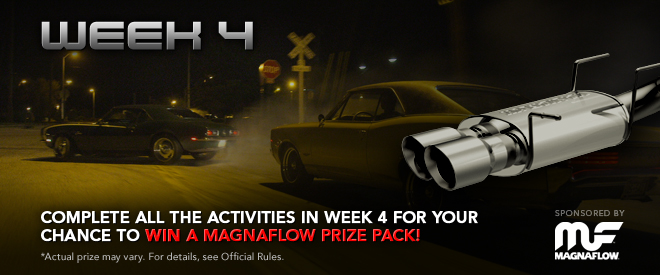 WEEK 4
COMPLETE ALL THE ACTIVITIES IN WEEK 4 FOR YOUR
CHANCE TO WIN A MAGNAFLOW PRIZE PACK!
*Actual prize may vary. For details, see Official Rules.
SPONSORED BY
MF
MAGNAFLOW